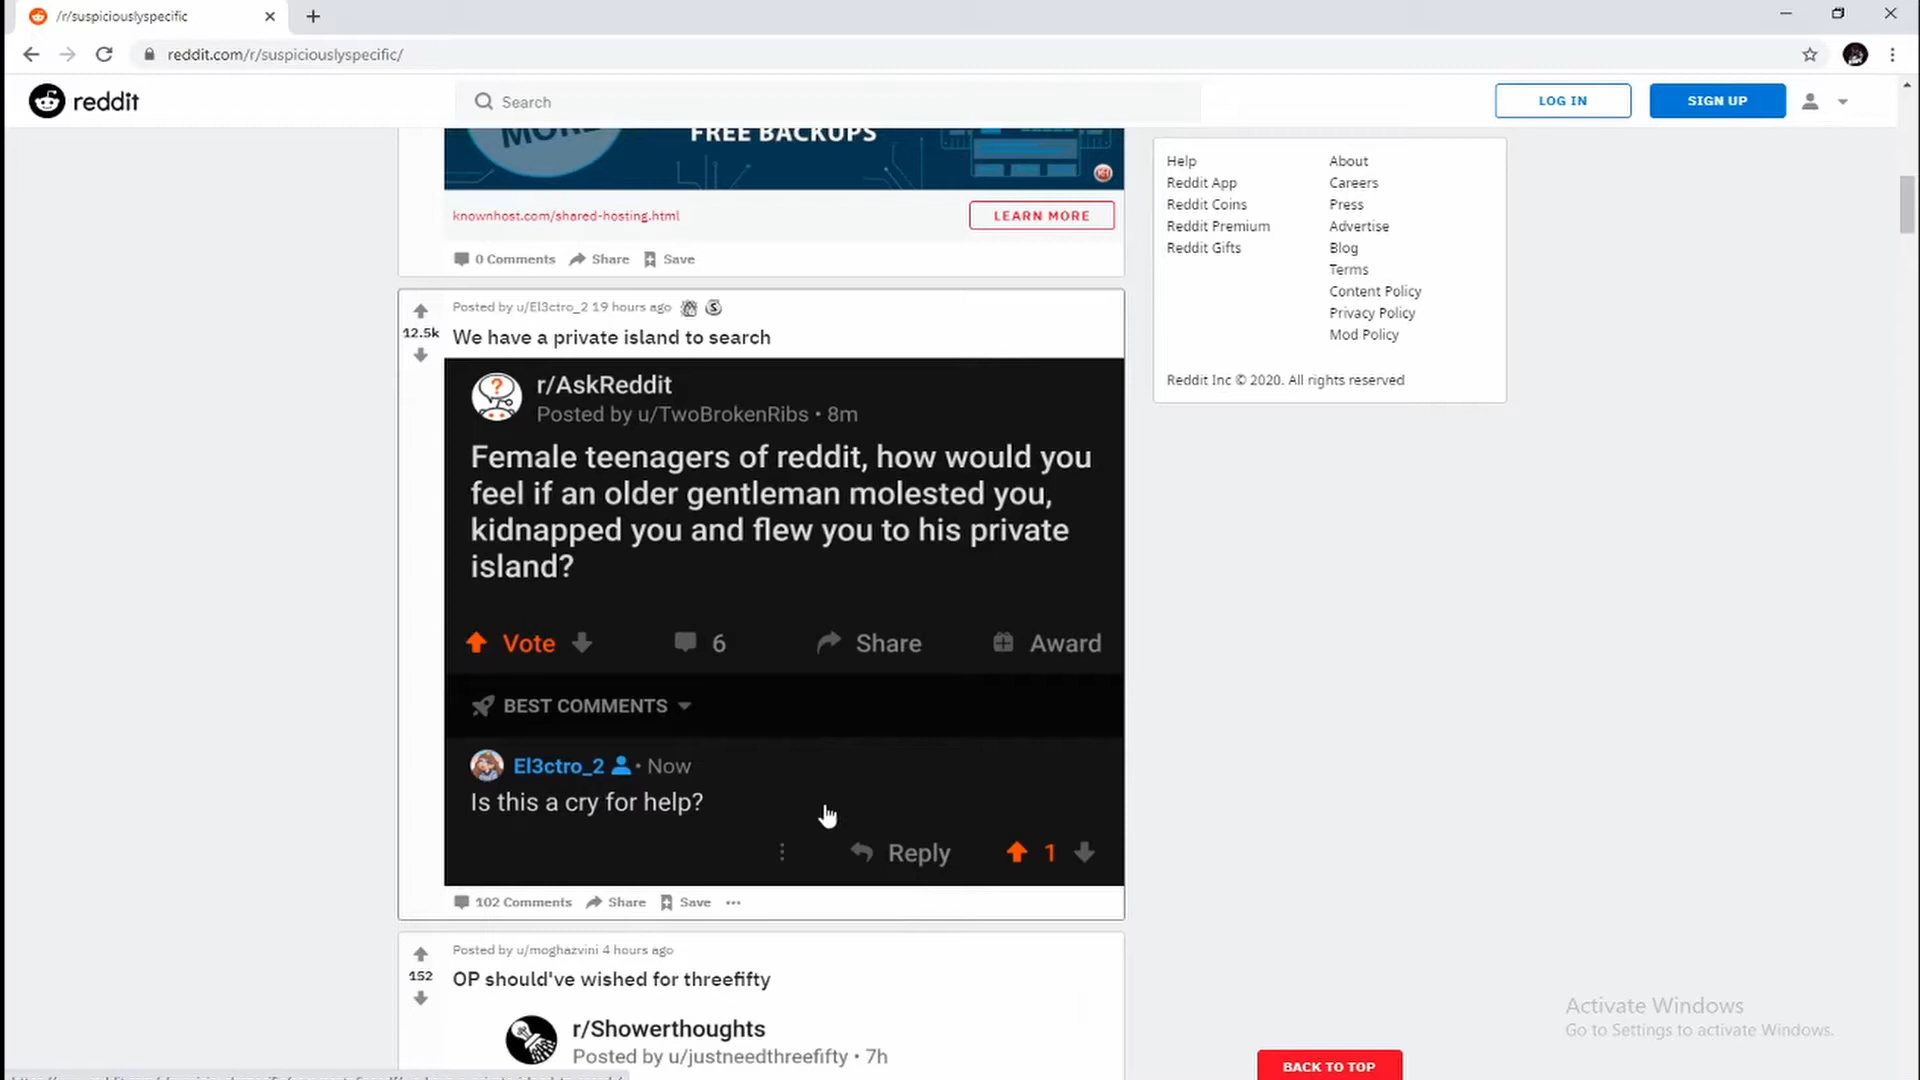 /r/suspiciouslyspecific
reddit.com/r/suspiciouslyspecific/
reddit
Search
LOG IN
SIGN UP
MORE
FREE BACKUPS
knownhost.com/shared-hosting.html
LEARN MORE
0 Comments Share Save
Help
Reddit App
Reddit Coins
Reddit Premium
Reddit Gifts
About
Careers
Press
Advertise
Blog
Terms
Content Policy
Privacy Policy
Mod Policy
Reddit Inc © 2020. All rights reserved
Posted by u/El3ctro_2 19 hours ago
12.5k
We have a private island to search
r/AskReddit
Posted by u/TwoBrokenRibs • 8m
Female teenagers of reddit, how would you
feel if an older gentleman molested you,
kidnapped you and flew you to his private
island?
Vote 6 Share Award
BEST COMMENTS
El3ctro_2 • Now
Is this a cry for help?
Reply 1
102 Comments Share Save
Posted by u/moghazvini 4 hours ago
152
OP should've wished for threefifty
r/Showerthoughts
Posted by u/justneedthreefifty • 7h
Activate Windows
Go to Settings to activate Windows.
BACK TO TOP